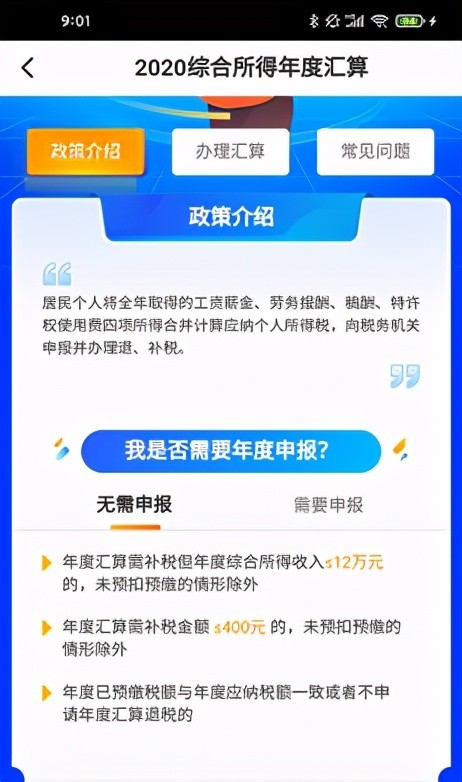 9:01
2020综合所得年度汇算
政策介绍
办理汇算
常见问题
政策介绍
居民个人将全年取得的工资薪金、劳务报酬、稿酬、特许
权使用费四项所得合并计算应纳个人所得税，向税务机关
申报并办理退、补税。
我是否需要年度申报？
无需申报
需要申报
年度汇算需补税但年度综合所得收入≤12万元
的，未预扣预缴的情形除外
年度汇算需补税金额 ≤400元 的，未预扣预缴的
情形除外
年度已预缴税额与年度应纳税额一致或者不申
请年度汇算退税的